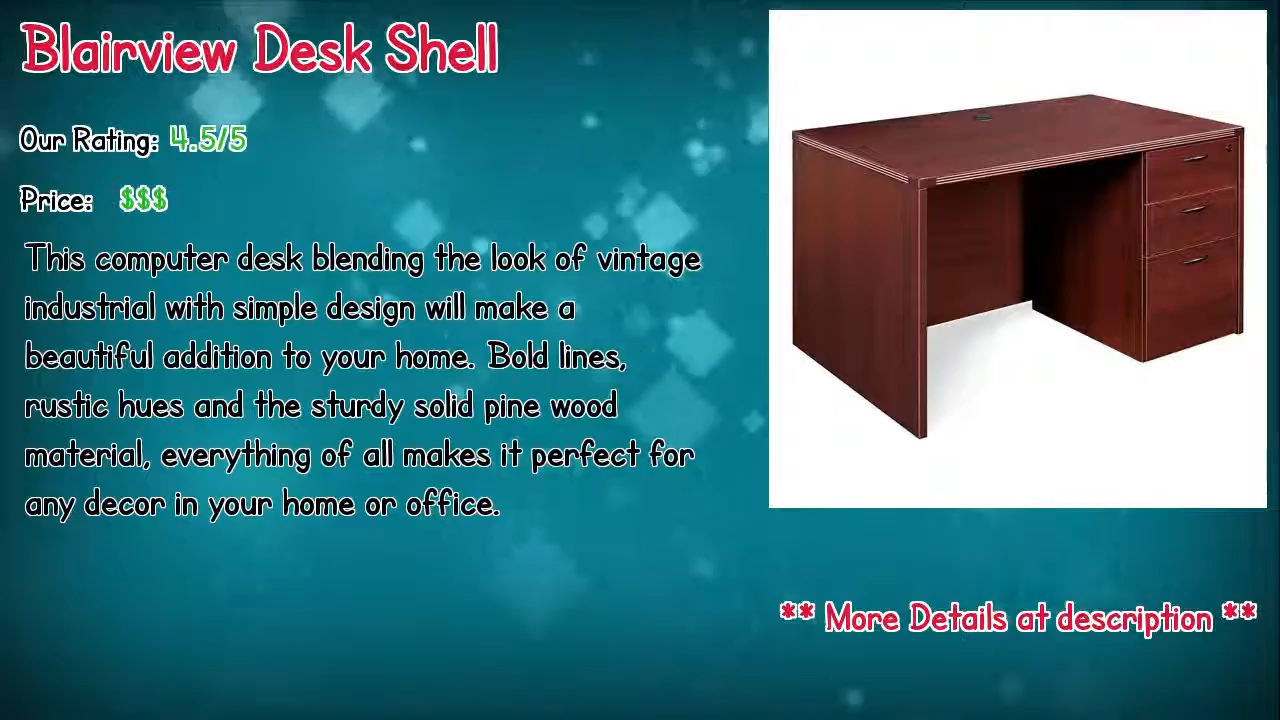 Blairview Desk Shell
Our Rating: 4.5/5
Price: $$$
This computer desk blending the look of vintage
industrial with simple design will make a
beautiful addition to your home. Bold lines,
rustic hues and the sturdy solid pine wood
material, everything of all makes it perfect for
any decor in your home or office.
** More Details at description **